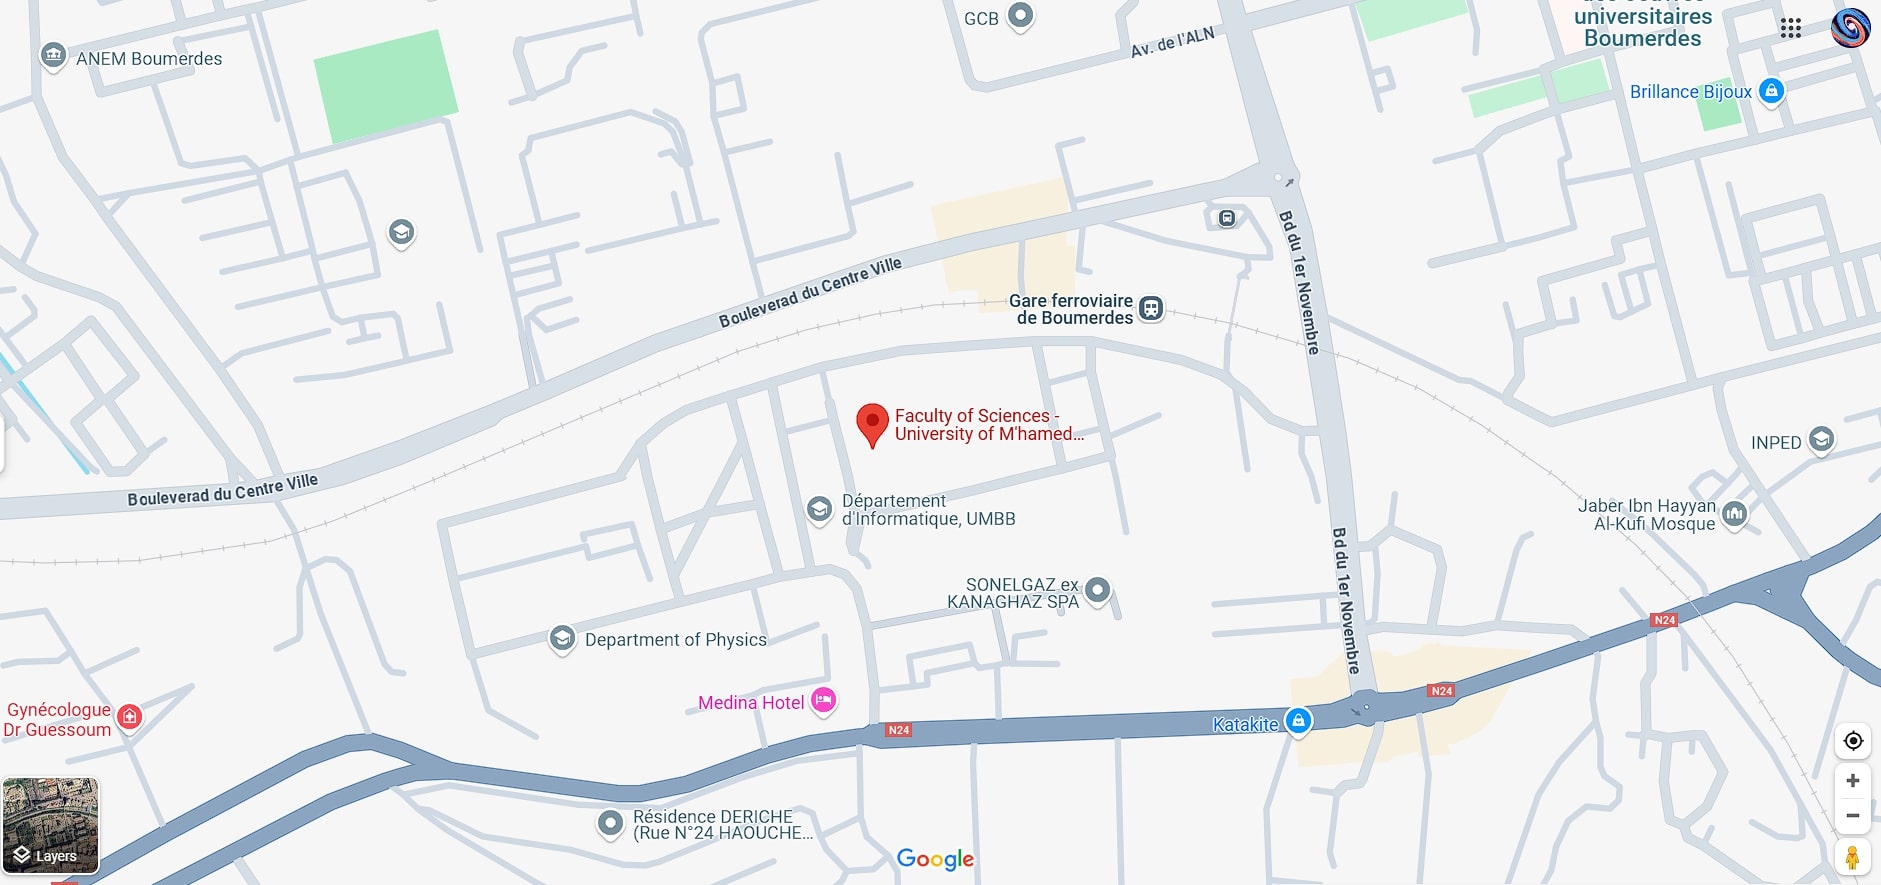 GCB
Av. de l'ALN
universitaires
Boumerdes
ANEM Boumerdes
Brillance Bijoux
Bd du 1er Novembre
Bouleverad du Centre Ville
Gare ferroviaire
de Boumerdes
Faculty of Sciences -
University of M'hamed...
INPED
Bouleverad du Centre Ville
Département
d'Informatique, UMBB
Jaber Ibn Hayyan
Al-Kufi Mosque
SONELGAZ ex
KANAGHAZ SPA
Bd du 1er Novembre
N24
Department of Physics
N24
Medina Hotel
Gynécologue
Dr Guessoum
N24
Katakite
Résidence DERICHE
(Rue N°24 HAOUCHE...
Layers
Google